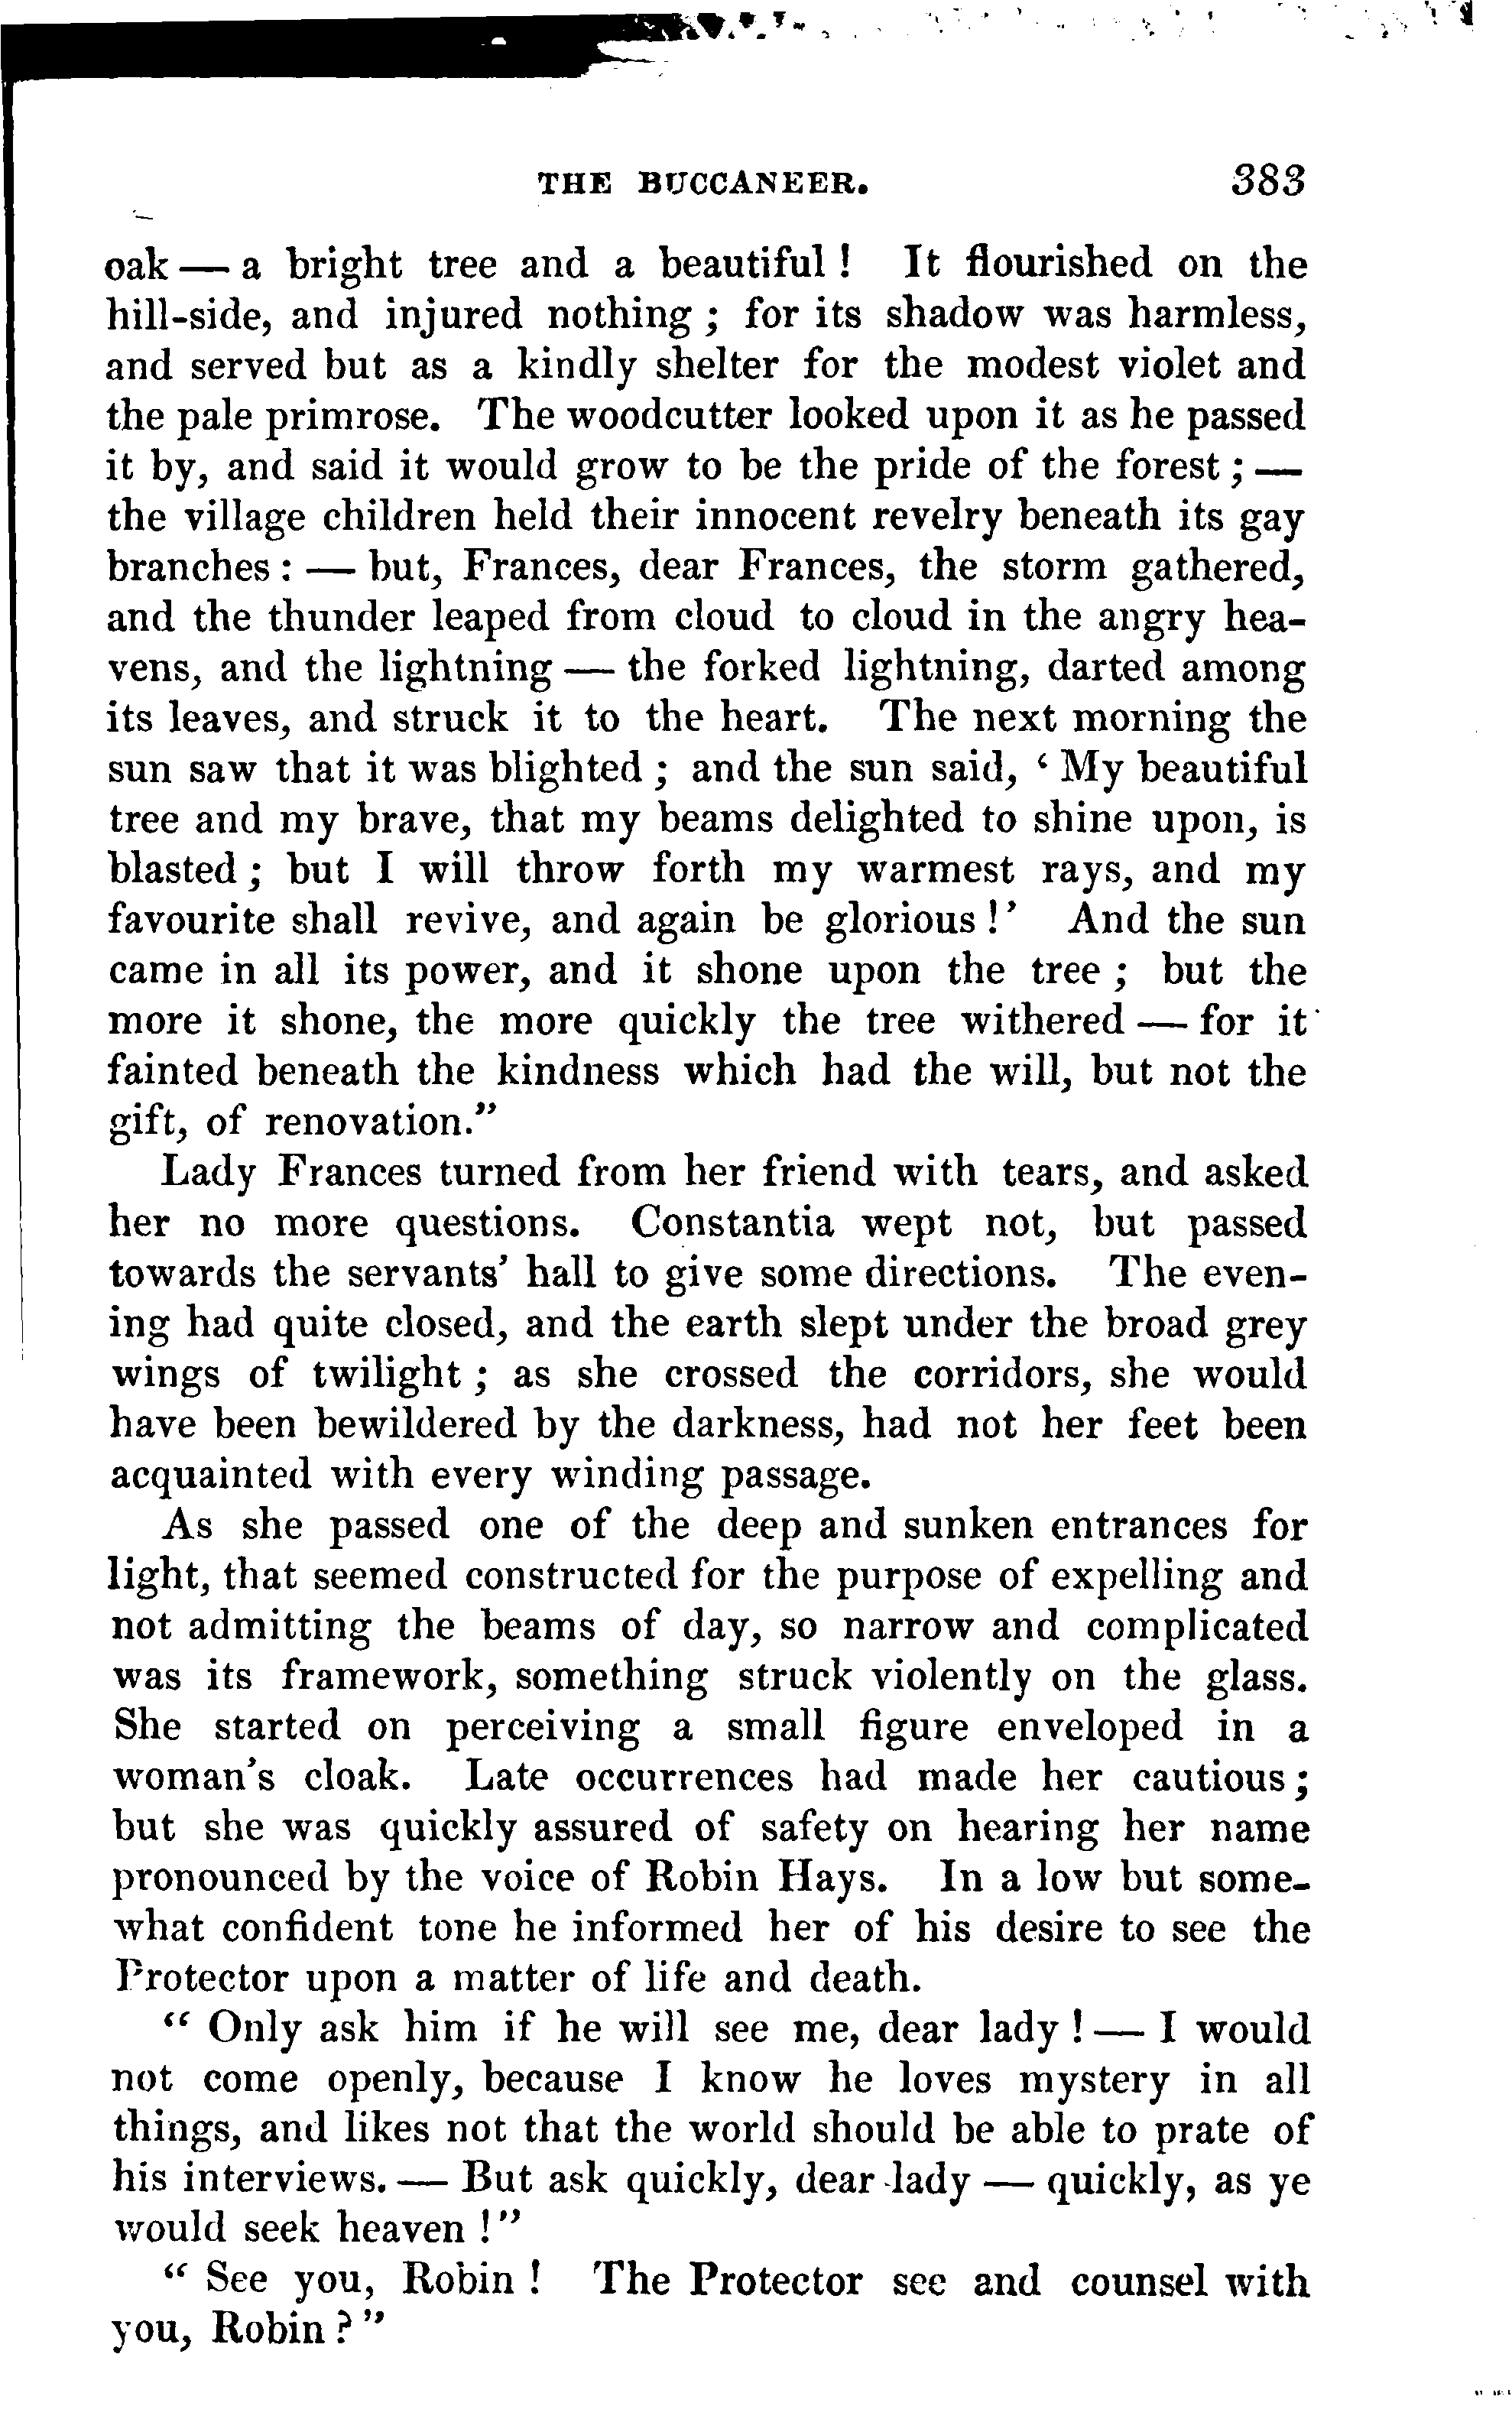 THE BUCCANEER. 383
oak — a bright tree and a beautiful ! It flourished on the
hill-side, and injured nothing ; for its shadow was harmless,
and served but as a kindly shelter for the modest violet and
the pale primrose. The woodcutter looked upon it as he passed
it by, and said it would grow to be the pride of the forest ; —
the village children held their innocent revelry beneath its gay
branches : — but, Frances, dear Frances, the storm gathered,
and the thunder leaped from cloud to cloud in the angry hea-
vens, and the lightning — the forked lightning, darted among
its leaves, and struck it to the heart. The next morning the
sun saw that it was blighted ; and the sun said, ‘ My beautiful
tree and my brave, that my beams delighted to shine upon, is
blasted ; but I will throw forth my warmest rays, and my
favourite shall revive, and again be glorious !’ And the sun
came in all its power, and it shone upon the tree ; but the
more it shone, the more quickly the tree withered — for it
fainted beneath the kindness which had the will, but not the
gift, of renovation.”
Lady Frances turned from her friend with tears, and asked
her no more questions. Constantia wept not, but passed
towards the servants’ hall to give some directions. The even-
ing had quite closed, and the earth slept under the broad grey
wings of twilight ; as she crossed the corridors, she would
have been bewildered by the darkness, had not her feet been
acquainted with every winding passage.
As she passed one of the deep and sunken entrances for
light, that seemed constructed for the purpose of expelling and
not admitting the beams of day, so narrow and complicated
was its framework, something struck violently on the glass.
She started on perceiving a small figure enveloped in a
woman’s cloak. Late occurrences had made her cautious ;
but she was quickly assured of safety on hearing her name
pronounced by the voice of Robin Hays. In a low but some-
what confident tone he informed her of his desire to see the
Protector upon a matter of life and death.
“ Only ask him if he will see me, dear lady ! — I would
not come openly, because I know he loves mystery in all
things, and likes not that the world should be able to prate of
his interviews. — But ask quickly, dear lady — quickly, as ye
would seek heaven !”
“ See you, Robin ! The Protector see and counsel with
you, Robin ? ”